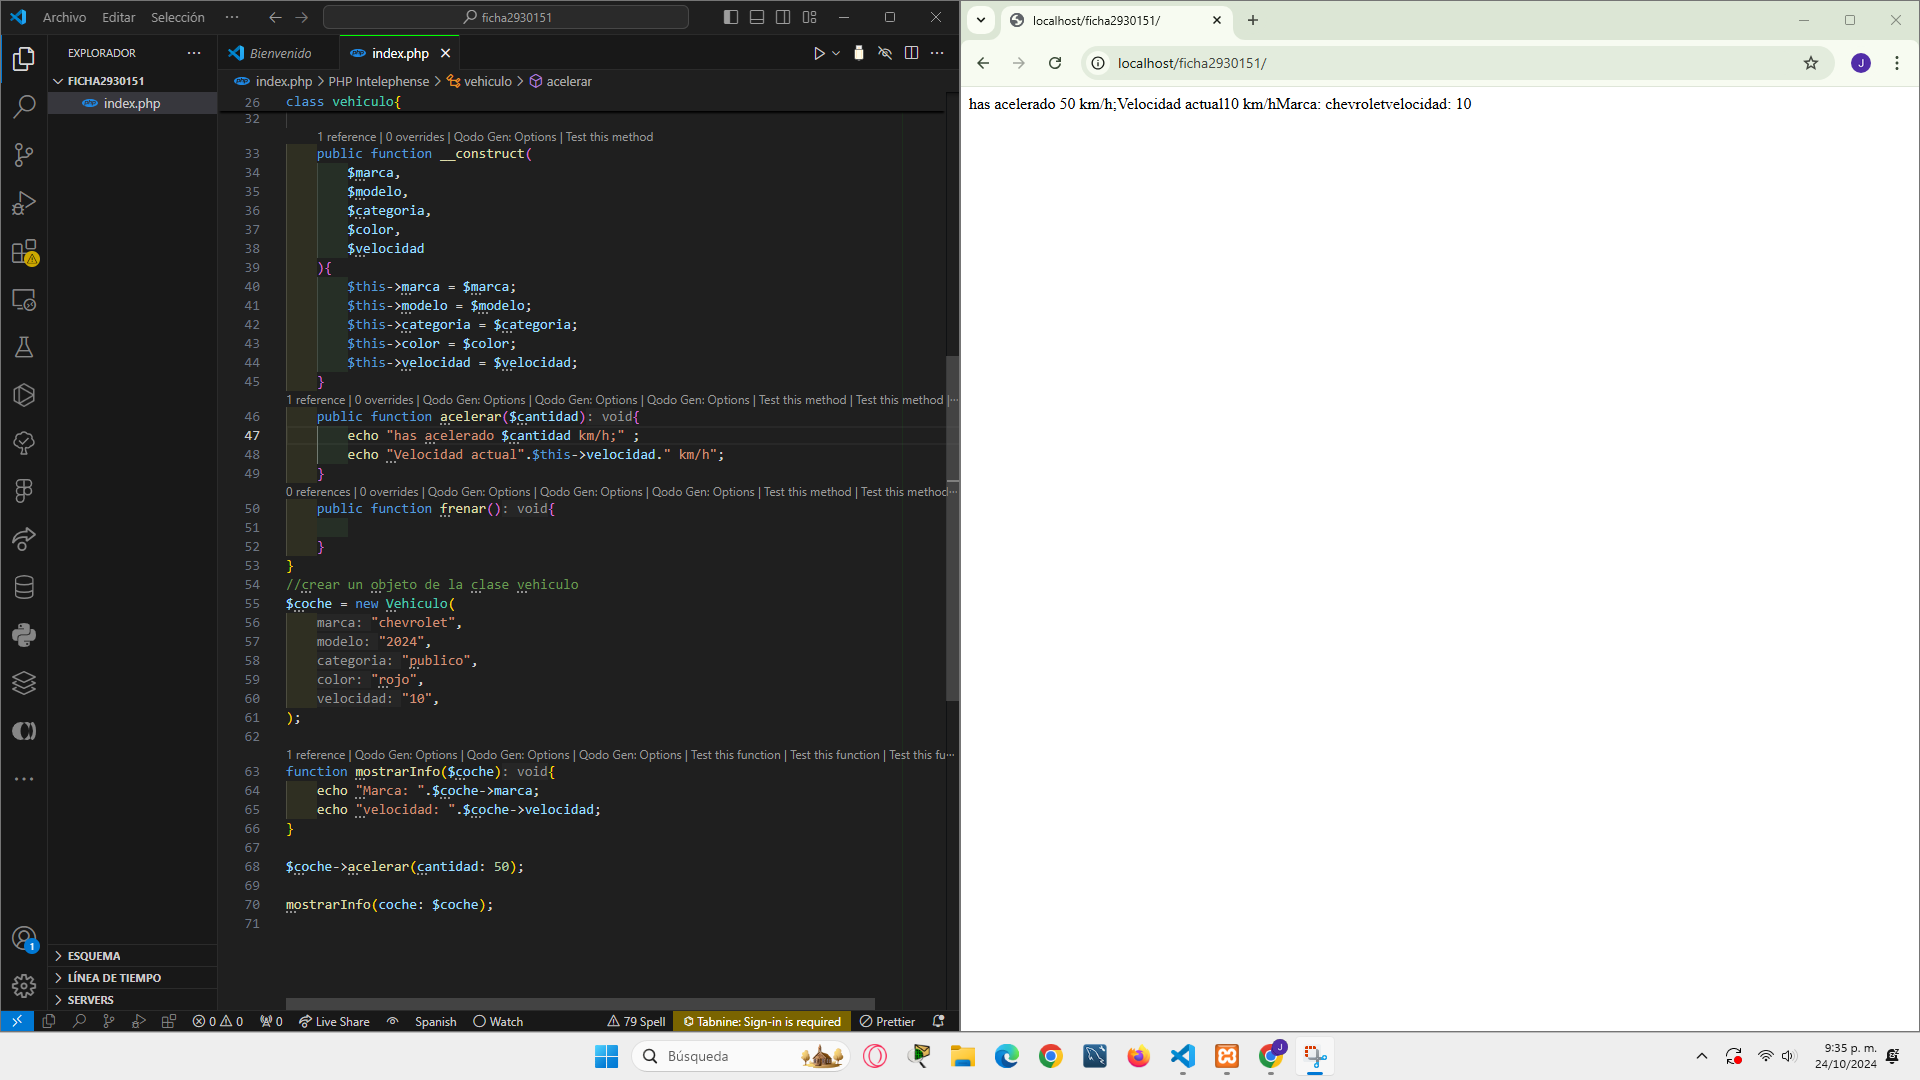 Archivo Editar Selección ··· ficha2930151
EXPLORADOR ···
FICHA2930151
index.php
ESQUEMA
LÍNEA DE TIEMPO
SERVERS
Bienvenido index.php
index.php > PHP Intelephense > vehiculo > acelerar
26 class vehiculo{
32
1 reference | 0 overrides | Qodo Gen: Options | Test this method
33 public function __construct(
34 $marca,
35 $modelo,
36 $categoria,
37 $color,
38 $velocidad
39 ){
40 $this->marca = $marca;
41 $this->modelo = $modelo;
42 $this->categoria = $categoria;
43 $this->color = $color;
44 $this->velocidad = $velocidad;
45 }
1 reference | 0 overrides | Qodo Gen: Options | Qodo Gen: Options | Qodo Gen: Options | Test this method | Test this method |···
46 public function acelerar($cantidad): void{
47 echo "has acelerado $cantidad km/h;" ;
48 echo "Velocidad actual".$this->velocidad." km/h";
49 }
0 references | 0 overrides | Qodo Gen: Options | Qodo Gen: Options | Qodo Gen: Options | Test this method | Test this method···
50 public function frenar(): void{
51
52 }
53 }
54 //crear un objeto de la clase vehiculo
55 $coche = new Vehiculo(
56 marca: "chevrolet",
57 modelo: "2024",
58 categoria: "publico",
59 color: "rojo",
60 velocidad: "10",
61 );
62
1 reference | Qodo Gen: Options | Qodo Gen: Options | Qodo Gen: Options | Test this function | Test this function | Test this fu···
63 function mostrarInfo($coche): void{
64 echo "Marca: ".$coche->marca;
65 echo "velocidad: ".$coche->velocidad;
66 }
67
68 $coche->acelerar(cantidad: 50);
69
70 mostrarInfo(coche: $coche);
71
1
0 0 0 Live Share Spanish Watch 79 Spell Tabnine: Sign-in is required Prettier
localhost/ficha2930151/
localhost/ficha2930151/ J
has acelerado 50 km/h;Velocidad actual10 km/hMarca: chevroletvelocidad: 10
Búsqueda J
9:35 p. m.
24/10/2024